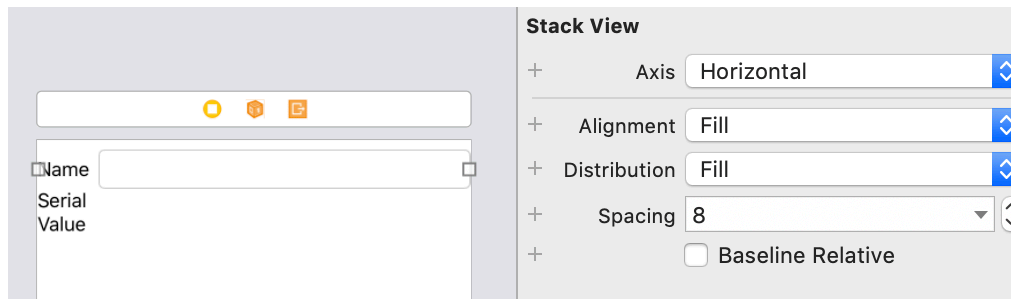 Stack View
Axis Horizontal
Alignment Fill
Distribution Fill
Spacing 8
Baseline Relative
Name
Serial
Value